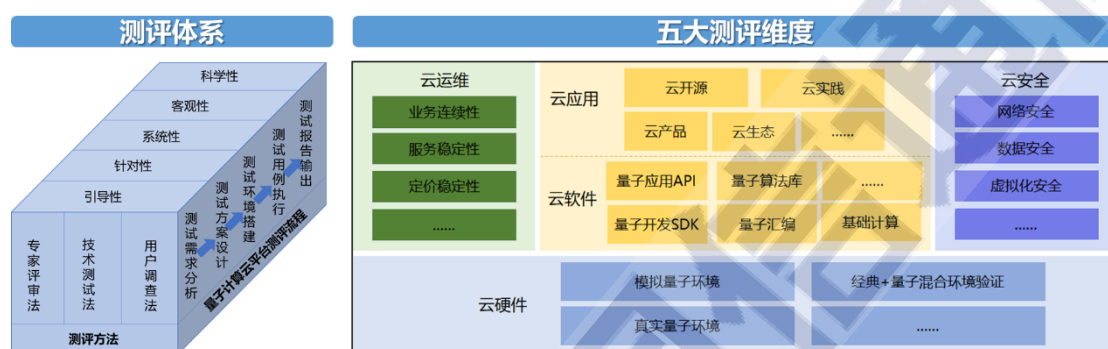 测评体系
科学性
客观性
系统性
针对性
引导性
专家评审法
技术测试法
用户调查法
测评方法
测试需求分析
测试方案设计
测试环境搭建
测试用例执行
测试报告输出
量子计算云平台测评流程
五大测评维度
云运维
业务连续性
服务稳定性
定价稳定性
......
云应用
云开源
云实践
云产品
云生态
......
云软件
量子应用API
量子算法库
......
量子开发SDK
量子汇编
基础计算
云安全
网络安全
数据安全
虚拟化安全
......
云硬件
模拟量子环境
经典+量子混合环境验证
真实量子环境
......